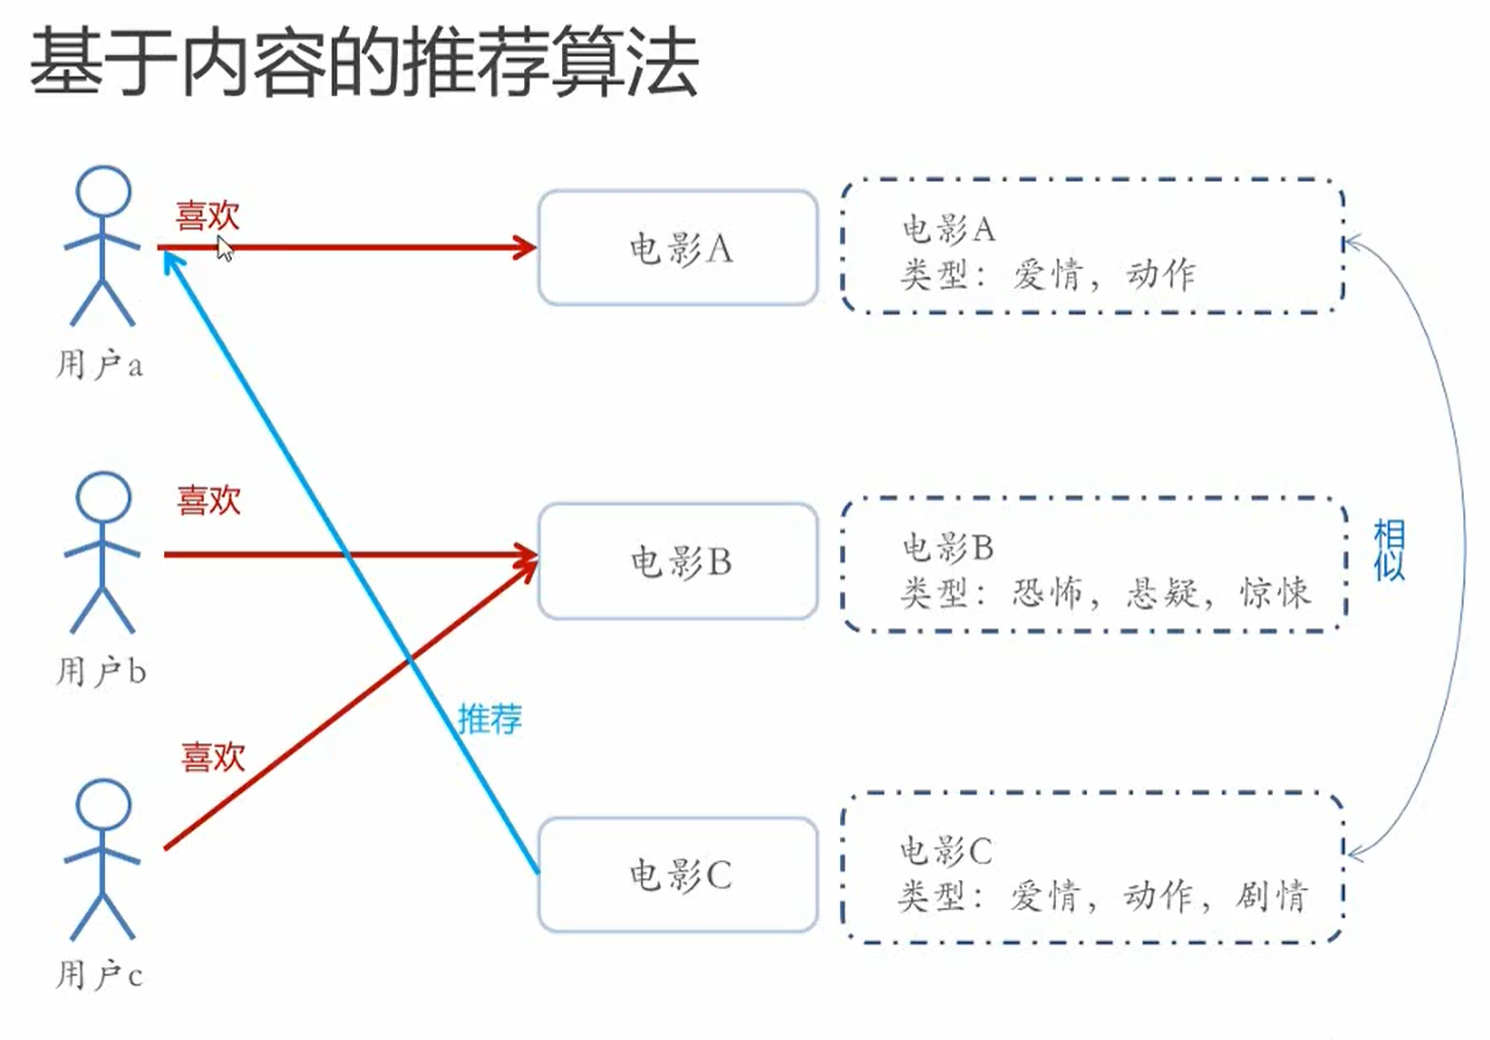 基于内容的推荐算法
喜欢
电影A
电影A
类型：爱情，动作
用户a
喜欢
电影B
电影B
类型：恐怖，悬疑，惊悚
相似
用户b
推荐
喜欢
电影C
电影C
类型：爱情，动作，剧情
用户c